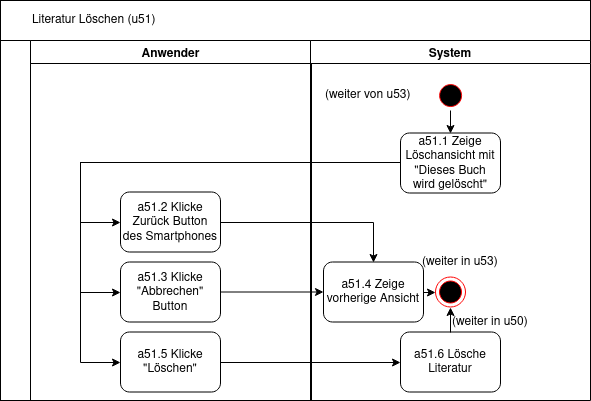 Literatur Löschen (u51)
Anwender
System
(weiter von u53)
a51.1 Zeige
Löschansicht mit
"Dieses Buch
wird gelöscht"
a51.2 Klicke
Zurück Button
des Smartphones
a51.3 Klicke
"Abbrechen"
Button
a51.4 Zeige
vorherige Ansicht
(weiter in u53)
(weiter in u50)
a51.5 Klicke
"Löschen"
a51.6 Lösche
Literatur